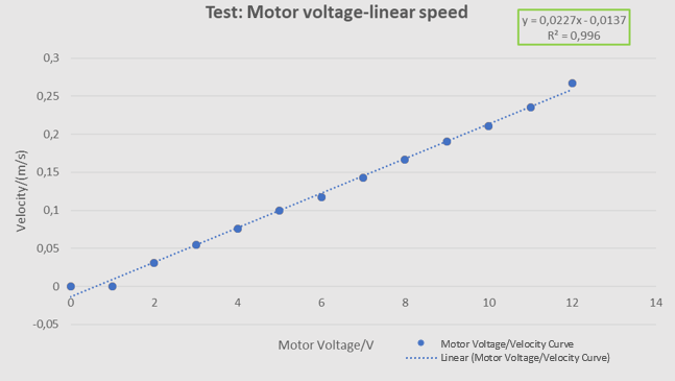 Test: Motor voltage-linear speed
y = 0,0227x - 0,0137
R² = 0,996
0,3
0,25
0,2
0,15
0,1
0,05
0
-0,05
Velocity/(m/s)
0 2 4 6 8 10 12 14
Motor Voltage/V
Motor Voltage/Velocity Curve
Linear (Motor Voltage/Velocity Curve)